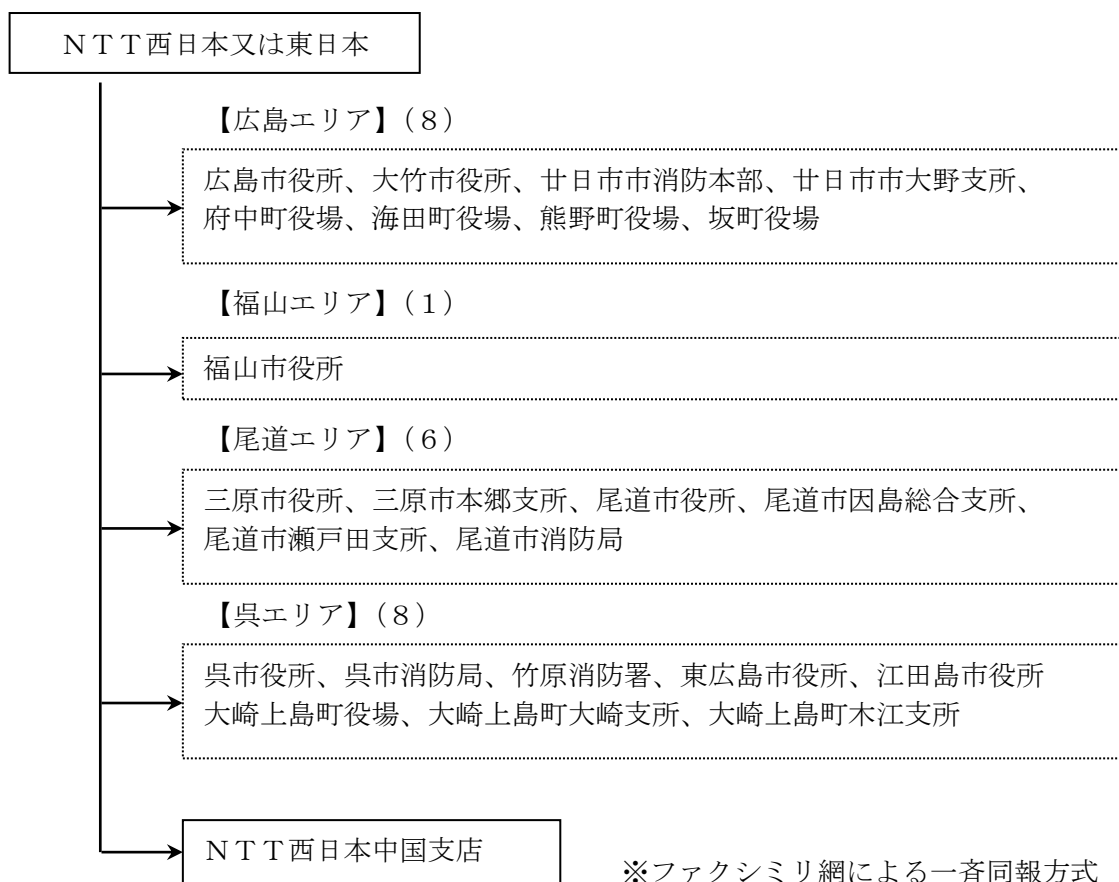 ＮＴＴ西日本又は東日本
【広島エリア】（８）
広島市役所、大竹市役所、廿日市市消防本部、廿日市市大野支所、
府中町役場、海田町役場、熊野町役場、坂町役場
【福山エリア】（１）
福山市役所
【尾道エリア】（６）
三原市役所、三原市本郷支所、尾道市役所、尾道市因島総合支所、
尾道市瀬戸田支所、尾道市消防局
【呉エリア】（８）
呉市役所、呉市消防局、竹原消防署、東広島市役所、江田島市役所
大崎上島町役場、大崎上島町大崎支所、大崎上島町木江支所
ＮＴＴ西日本中国支店
※ファクシミリ網による一斉同報方式